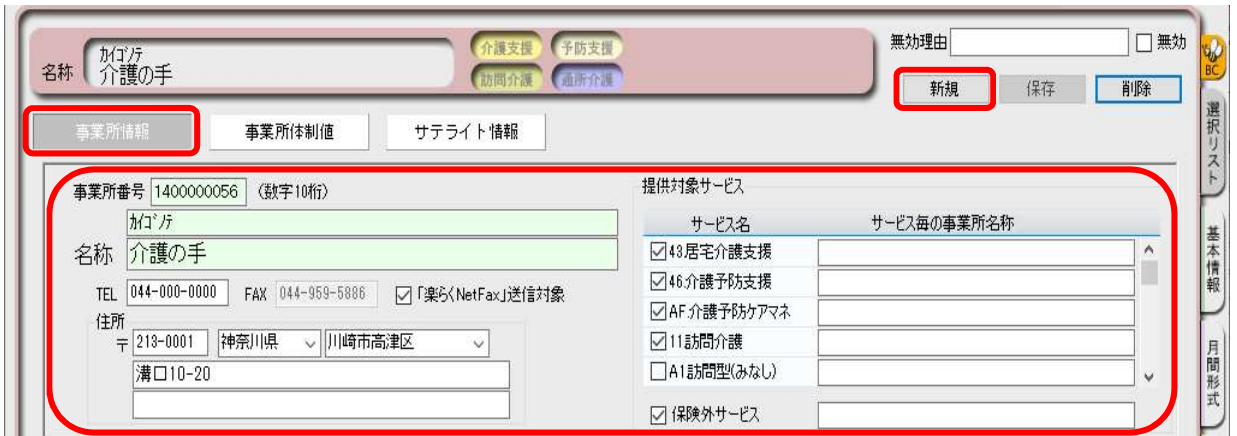 ｶｲｺﾞﾉﾃ
名称 介護の手
介護支援 予防支援
訪問介護 通所介護
無効理由 無効
新規 保存 削除
事業所情報 事業所体制値 サテライト情報
事業所番号 1400000056 (数字10桁)
ｶｲｺﾞﾉﾃ
名称 介護の手
TEL 044-000-0000 FAX 044-959-5886 「楽らくNetFax」送信対象
住所
〒 213-0001 神奈川県 川崎市高津区
溝口10-20
提供対象サービス
サービス名 サービス毎の事業所名称
43.居宅介護支援
46.介護予防支援
AF.介護予防ケアマネ
11訪問介護
A1訪問型(みなし)
保険外サービス
BC
選択リスト
基本情報
月間形式